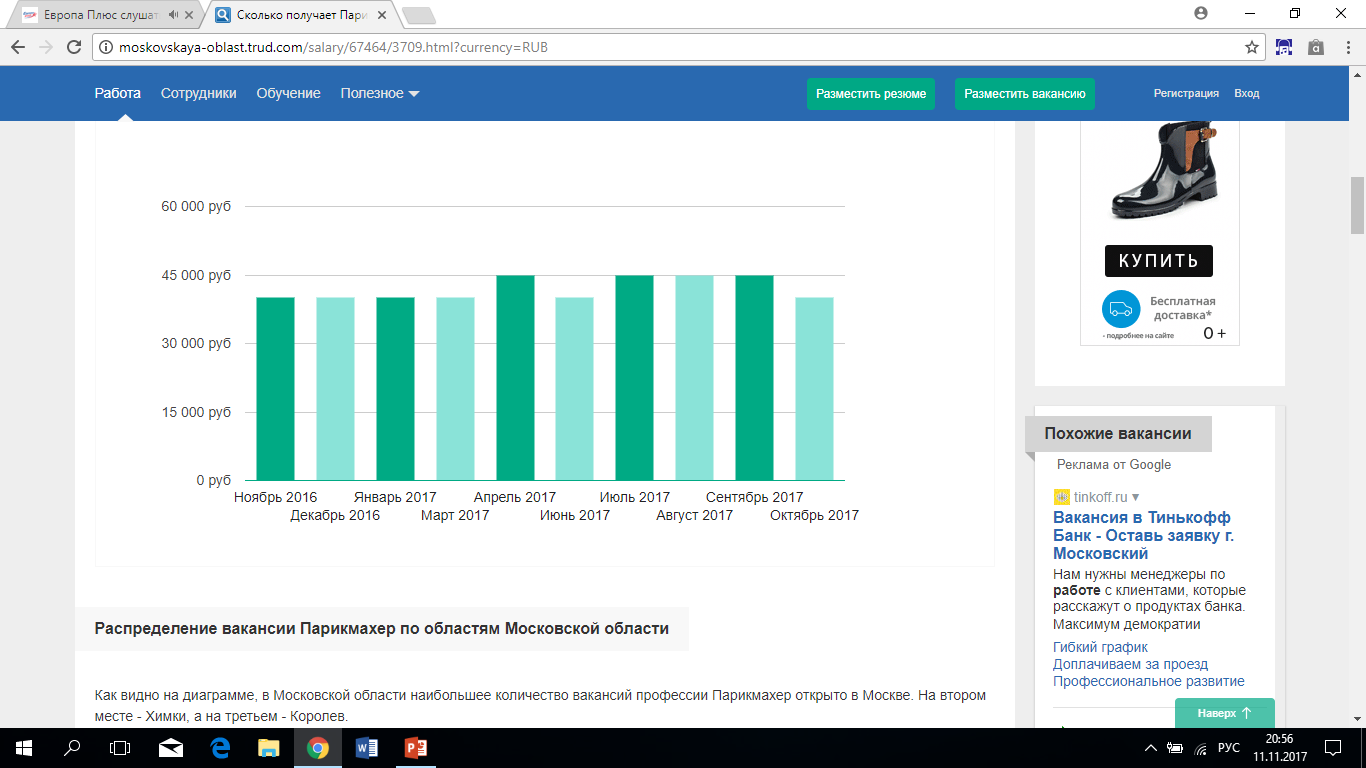 Европа Плюс слушат
Сколько получает Пари
moskovskaya-oblast.trud.com/salary/67464/3709.html?currency=RUB
Работа Сотрудники Обучение Полезное Разместить резюме Разместить вакансию Регистрация Вход
60 000 руб
45 000 руб
30 000 руб
15 000 руб
0 руб
Ноябрь 2016 Январь 2017 Апрель 2017 Июль 2017 Сентябрь 2017
Декабрь 2016 Март 2017 Июнь 2017 Август 2017 Октябрь 2017
Распределение вакансии Парикмахер по областям Московской области
Как видно на диаграмме, в Московской области наибольшее количество вакансий профессии Парикмахер открыто в Москве. На втором
месте - Химки, а на третьем - Королев.
КУПИТЬ
Бесплатная
доставка*
- подробнее на сайте 0 +
Похожие вакансии
Реклама от Google
tinkoff.ru
Вакансия в Тинькофф
Банк - Оставь заявку г.
Московский
Нам нужны менеджеры по
работе с клиентами, которые
расскажут о продуктах банка.
Максимум демократии
Гибкий график
Доплачиваем за проезд
Профессиональное развитие
Наверх
РУС
20:56
11.11.2017